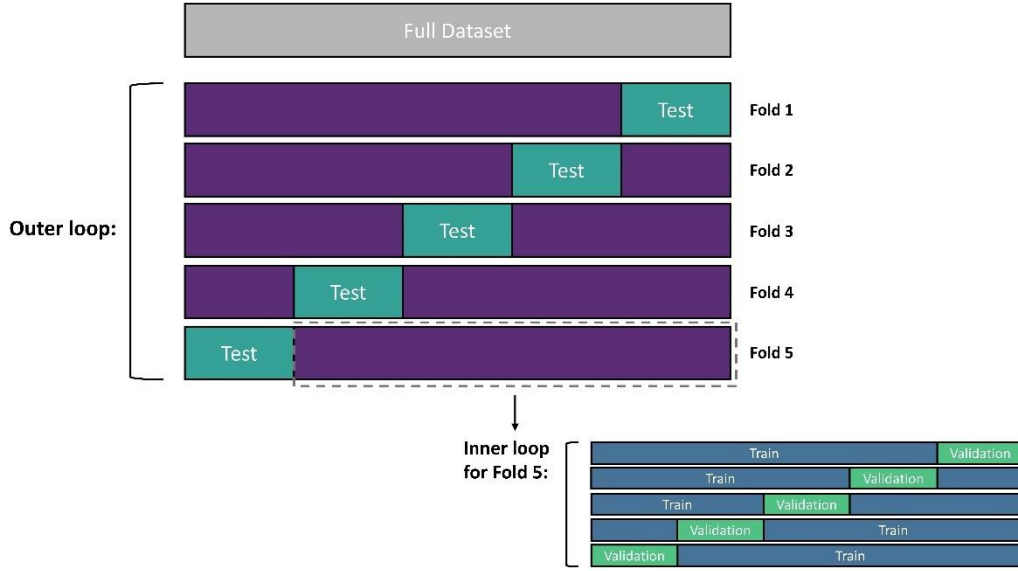 Full Dataset
Test
Fold 1
Test
Fold 2
Outer loop:
Test
Fold 3
Test
Fold 4
Test
Fold 5
Inner loop
for Fold 5:
Train
Validation
Train
Validation
Train
Validation
Validation
Train
Validation
Train